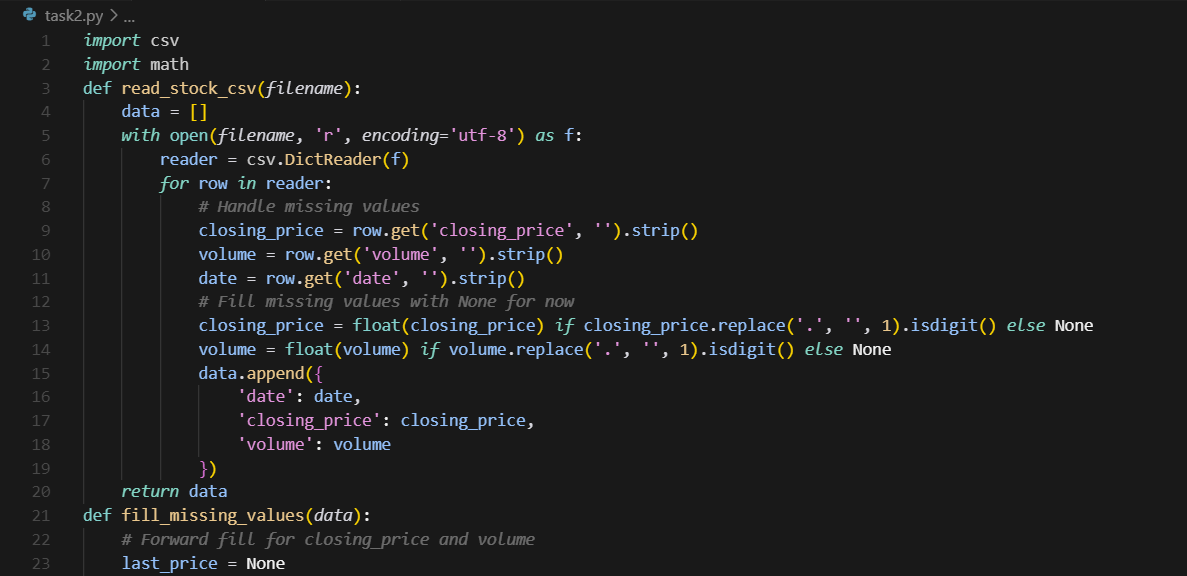 task2.py > ...
1 import csv
2 import math
3 def read_stock_csv(filename):
4     data = []
5     with open(filename, 'r', encoding='utf-8') as f:
6         reader = csv.DictReader(f)
7         for row in reader:
8             # Handle missing values
9             closing_price = row.get('closing_price', '').strip()
10             volume = row.get('volume', '').strip()
11             date = row.get('date', '').strip()
12             # Fill missing values with None for now
13             closing_price = float(closing_price) if closing_price.replace('.', '', 1).isdigit() else None
14             volume = float(volume) if volume.replace('.', '', 1).isdigit() else None
15             data.append({
16                 'date': date,
17                 'closing_price': closing_price,
18                 'volume': volume
19             })
20     return data
21 def fill_missing_values(data):
22     # Forward fill for closing_price and volume
23     last_price = None